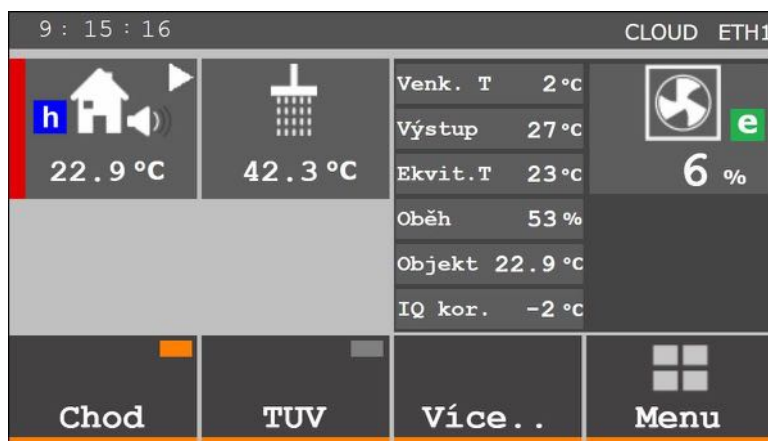 9: 15:16
CLOUD ETH1
h
22.9 °C
42.3 °C
Venk. T 2 °C
Výstup 27 °C
Ekvit.T 23 °C
Oběh 53 %
Objekt 22.9 °C
IQ kor. -2 °C
e
6 %
Chod
TUV
Více..
Menu